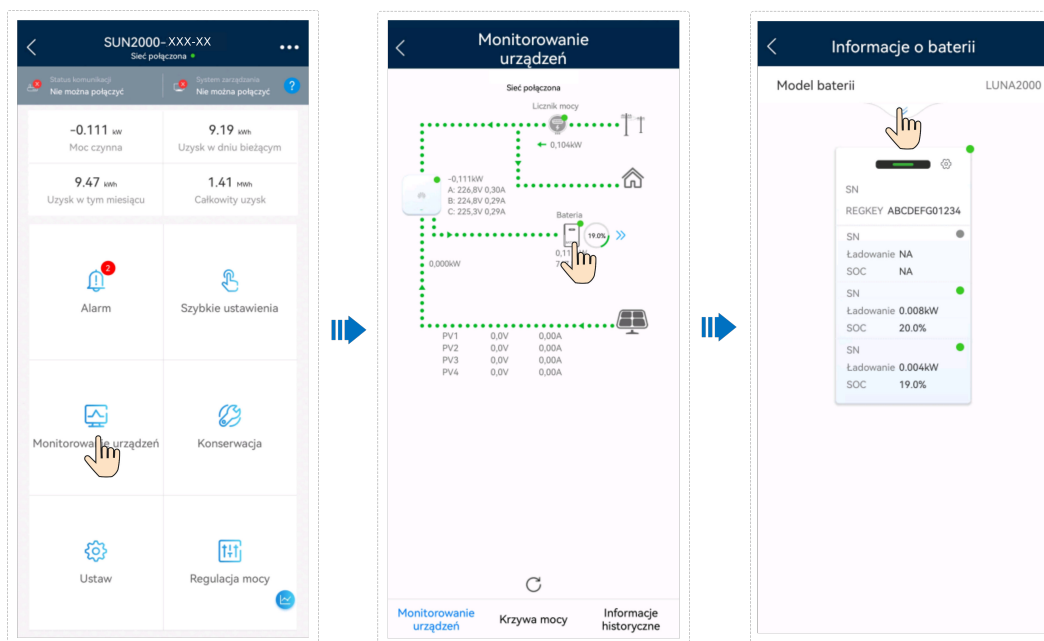 SUN2000-XXX-XX
Sieć połączona
Status komunikacji
Nie można połączyć
System zarządzania
Nie można połączyć
?
-0.111 kW
Moc czynna
9.19 kWh
Uzysk w dniu bieżącym
9.47 kWh
Uzysk w tym miesiącu
1.41 MWh
Całkowity uzysk
2
Alarm
Szybkie ustawienia
Monitorowanie urządzeń
Konserwacja
Ustaw
Regulacja mocy
Monitorowanie
urządzeń
Sieć połączona
Licznik mocy
0,104kW
-0,111kW
A: 226,8V 0,30A
B: 224,8V 0,29A
C: 225,3V 0,29A
Bateria
19.0%
0,000kW
PV1 0,0V 0,00A
PV2 0,0V 0,00A
PV3 0,0V 0,00A
PV4 0,0V 0,00A
Monitorowanie
urządzeń
Krzywa mocy
Informacje
historyczne
Informacje o baterii
Model baterii LUNA2000
SN
REGKEY ABCDEFG01234
SN
Ładowanie NA
SOC NA
SN
Ładowanie 0.008kW
SOC 20.0%
SN
Ładowanie 0.004kW
SOC 19.0%